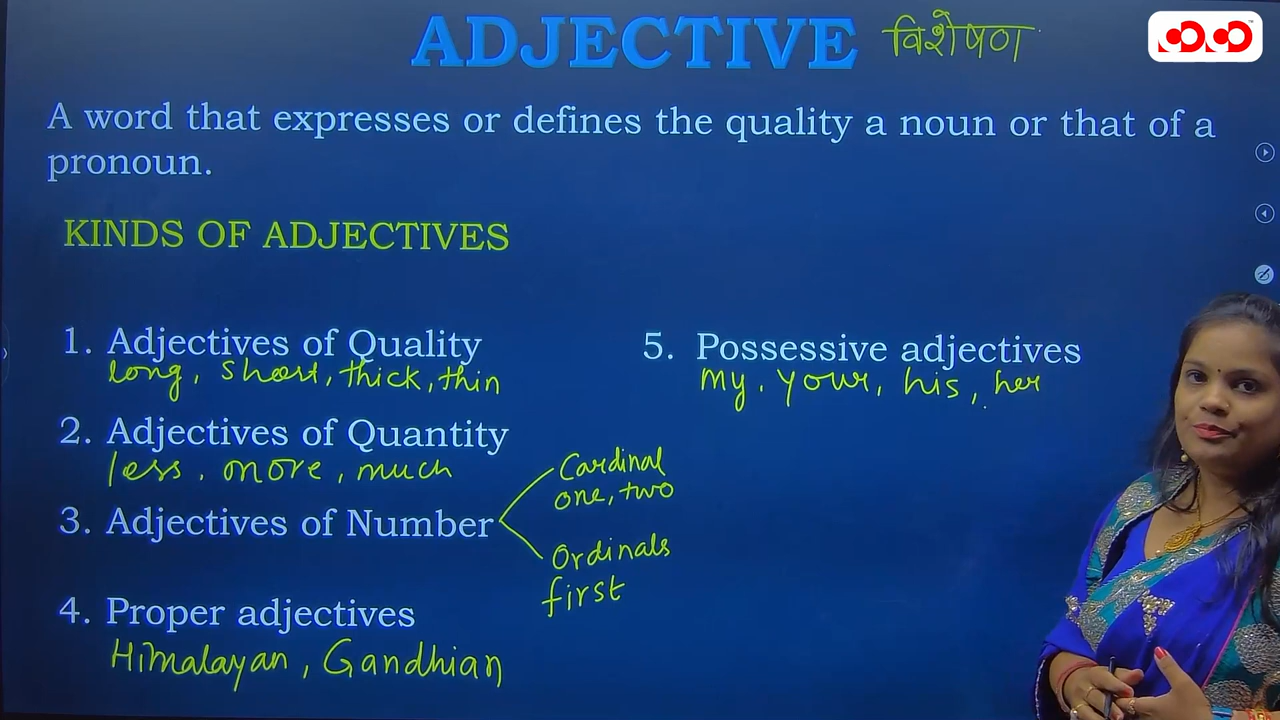 ADJECTIVE विशेषण
A word that expresses or defines the quality a noun or that of a
pronoun.
KINDS OF ADJECTIVES
1. Adjectives of Quality
long, short, thick, thin
2. Adjectives of Quantity
less, more, much
3. Adjectives of Number
Cardinal
one, two
Ordinals
first
4. Proper adjectives
Himalayan, Gandhian
5. Possessive adjectives
my, your, his, her